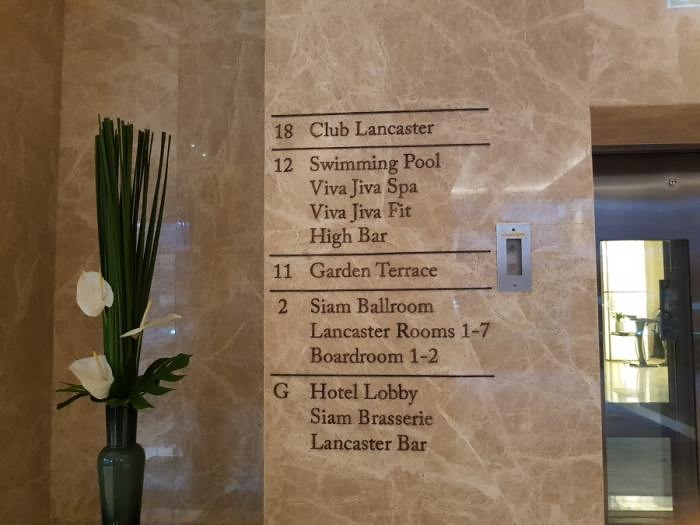 18 Club Lancaster
12 Swimming Pool
Viva Jiva Spa
Viva Jiva Fit
High Bar
11 Garden Terrace
2 Siam Ballroom
Lancaster Rooms 1-7
Boardroom 1-2
G Hotel Lobby
Siam Brasserie
Lancaster Bar